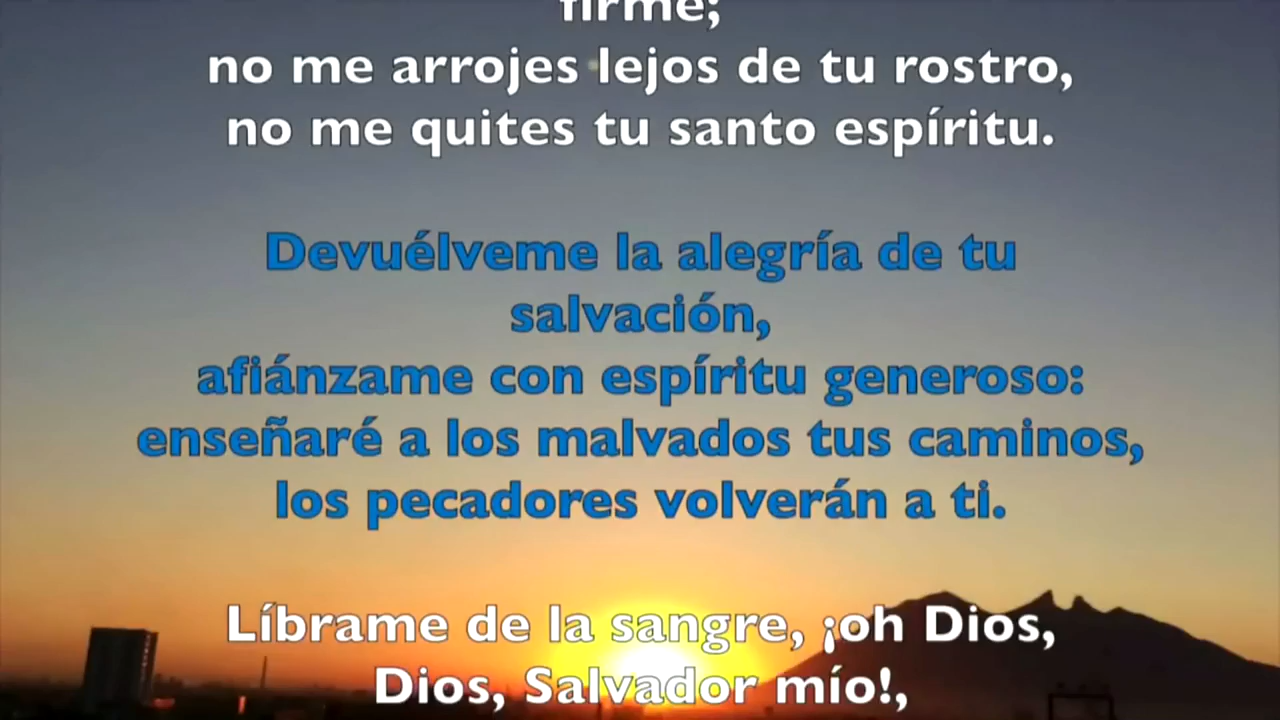 firme;
no me arrojes lejos de tu rostro,
no me quites tu santo espíritu.
Devuélveme la alegría de tu
salvación,
afiánzame con espíritu generoso:
enseñaré a los malvados tus caminos,
los pecadores volverán a ti.
Líbrame de la sangre, ¡oh Dios,
Dios, Salvador mío!,